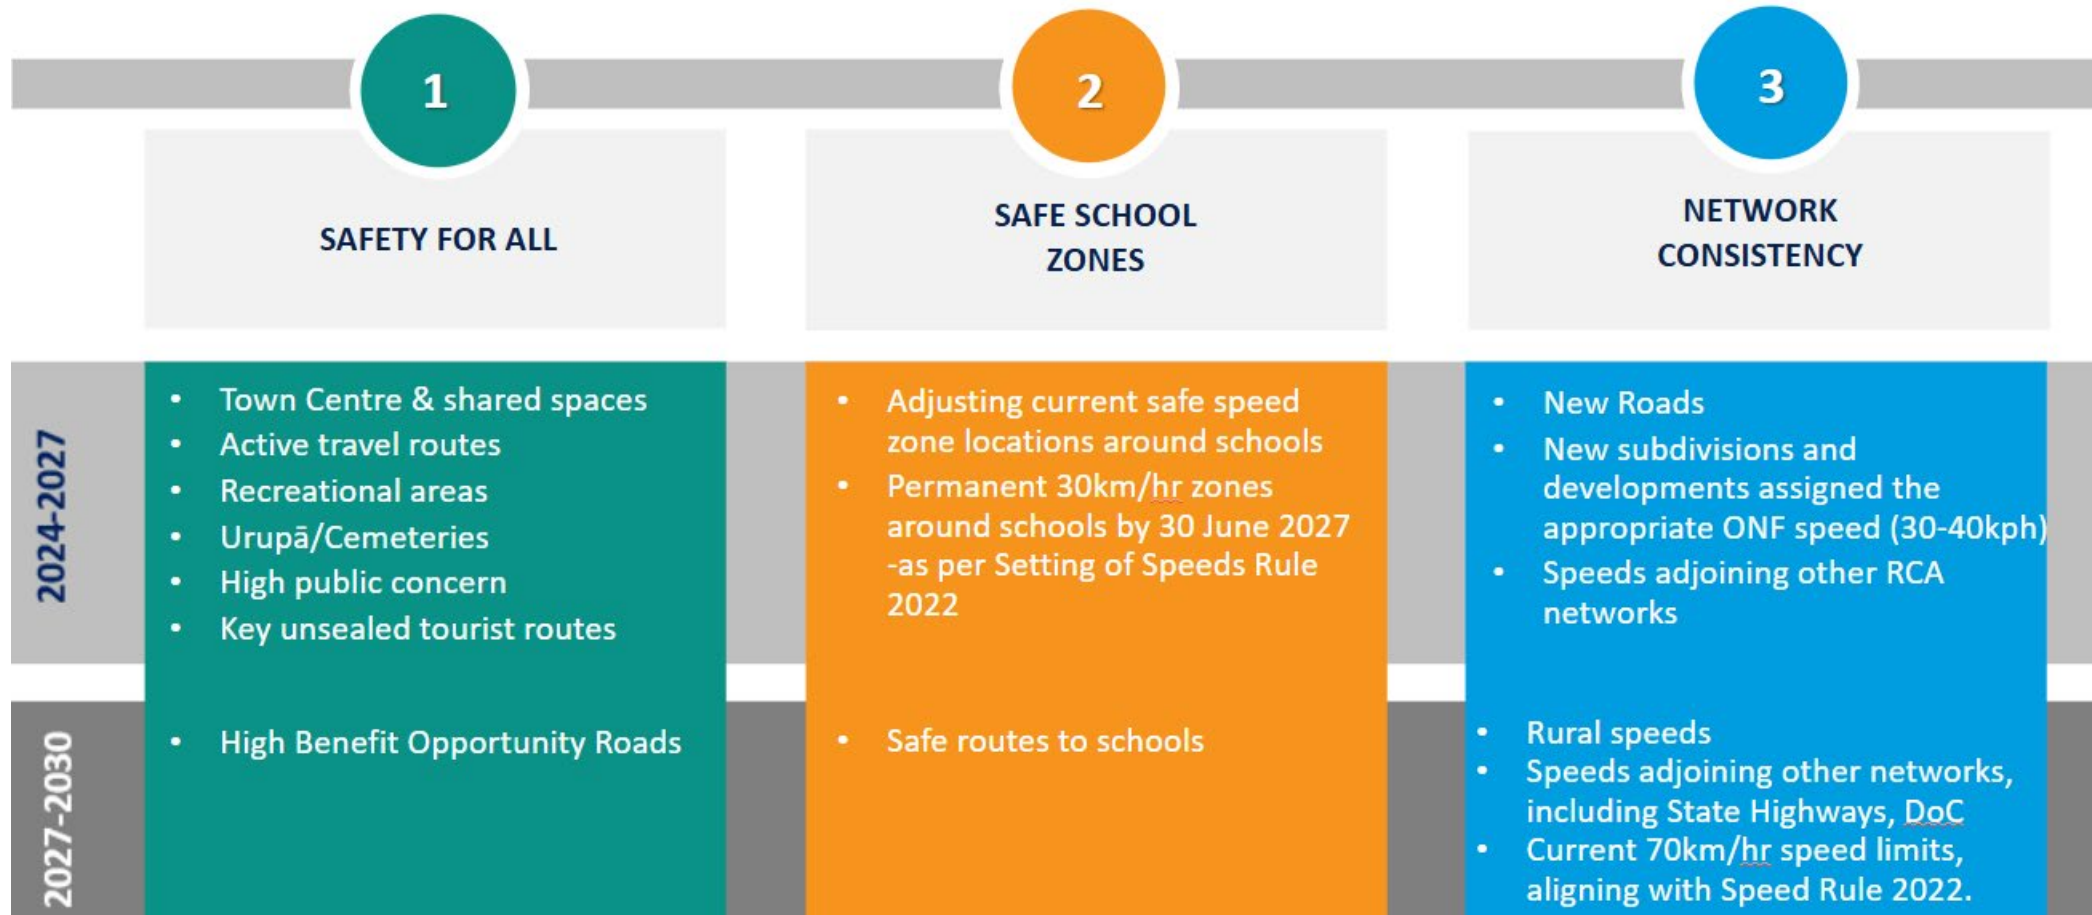 1
2
3
SAFETY FOR ALL
SAFE SCHOOL
ZONES
NETWORK
CONSISTENCY
2024-2027
• Town Centre & shared spaces
• Active travel routes
• Recreational areas
• Urupā/Cemeteries
• High public concern
• Key unsealed tourist routes
• Adjusting current safe speed
zone locations around schools
• Permanent 30km/hr zones
around schools by 30 June 2027
-as per Setting of Speeds Rule
2022
• New Roads
• New subdivisions and
developments assigned the
appropriate ONF speed (30-40kph)
• Speeds adjoining other RCA
networks
2027-2030
• High Benefit Opportunity Roads
• Safe routes to schools
• Rural speeds
• Speeds adjoining other networks,
including State Highways, DoC
• Current 70km/hr speed limits,
aligning with Speed Rule 2022.